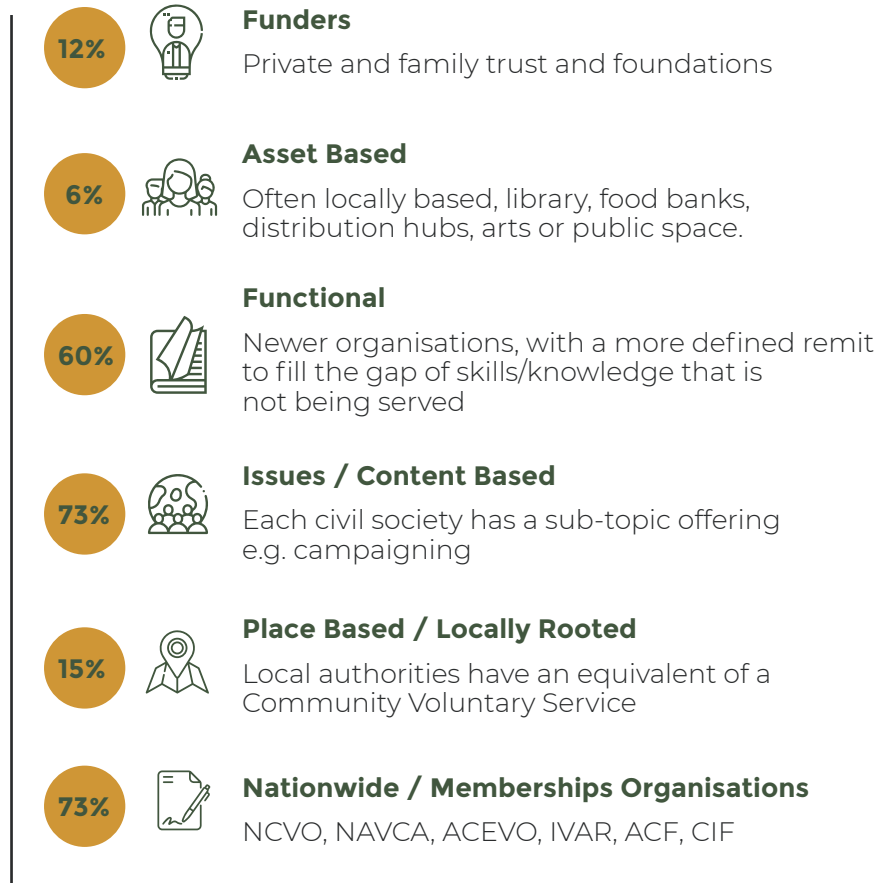 12%
Funders
Private and family trust and foundations
6%
Asset Based
Often locally based, library, food banks,
distribution hubs, arts or public space.
60%
Functional
Newer organisations, with a more defined remit
to fill the gap of skills/knowledge that is
not being served
73%
Issues / Content Based
Each civil society has a sub-topic offering
e.g. campaigning
15%
Place Based / Locally Rooted
Local authorities have an equivalent of a
Community Voluntary Service
73%
Nationwide / Memberships Organisations
NCVO, NAVCA, ACEVO, IVAR, ACF, CIF